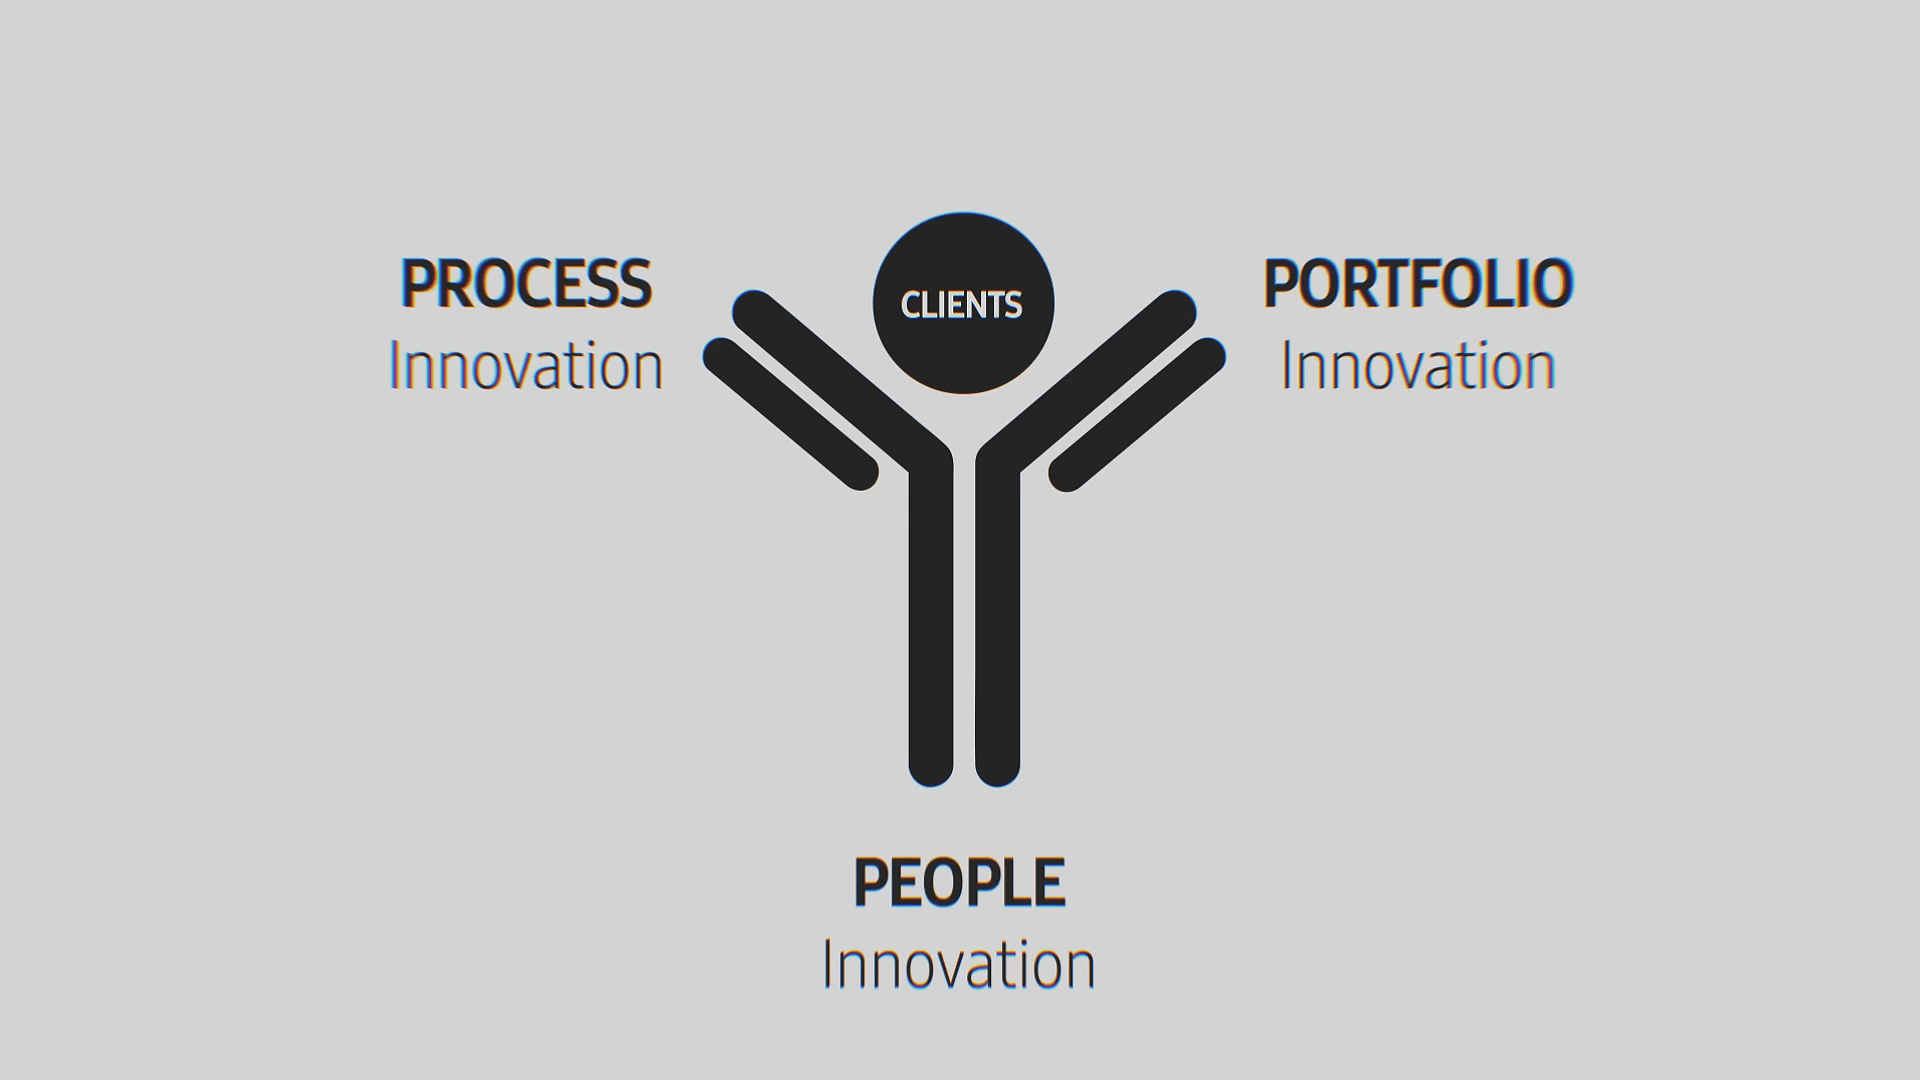 PROCESS
Innovation
CLIENTS
PORTFOLIO
Innovation
PEOPLE
Innovation